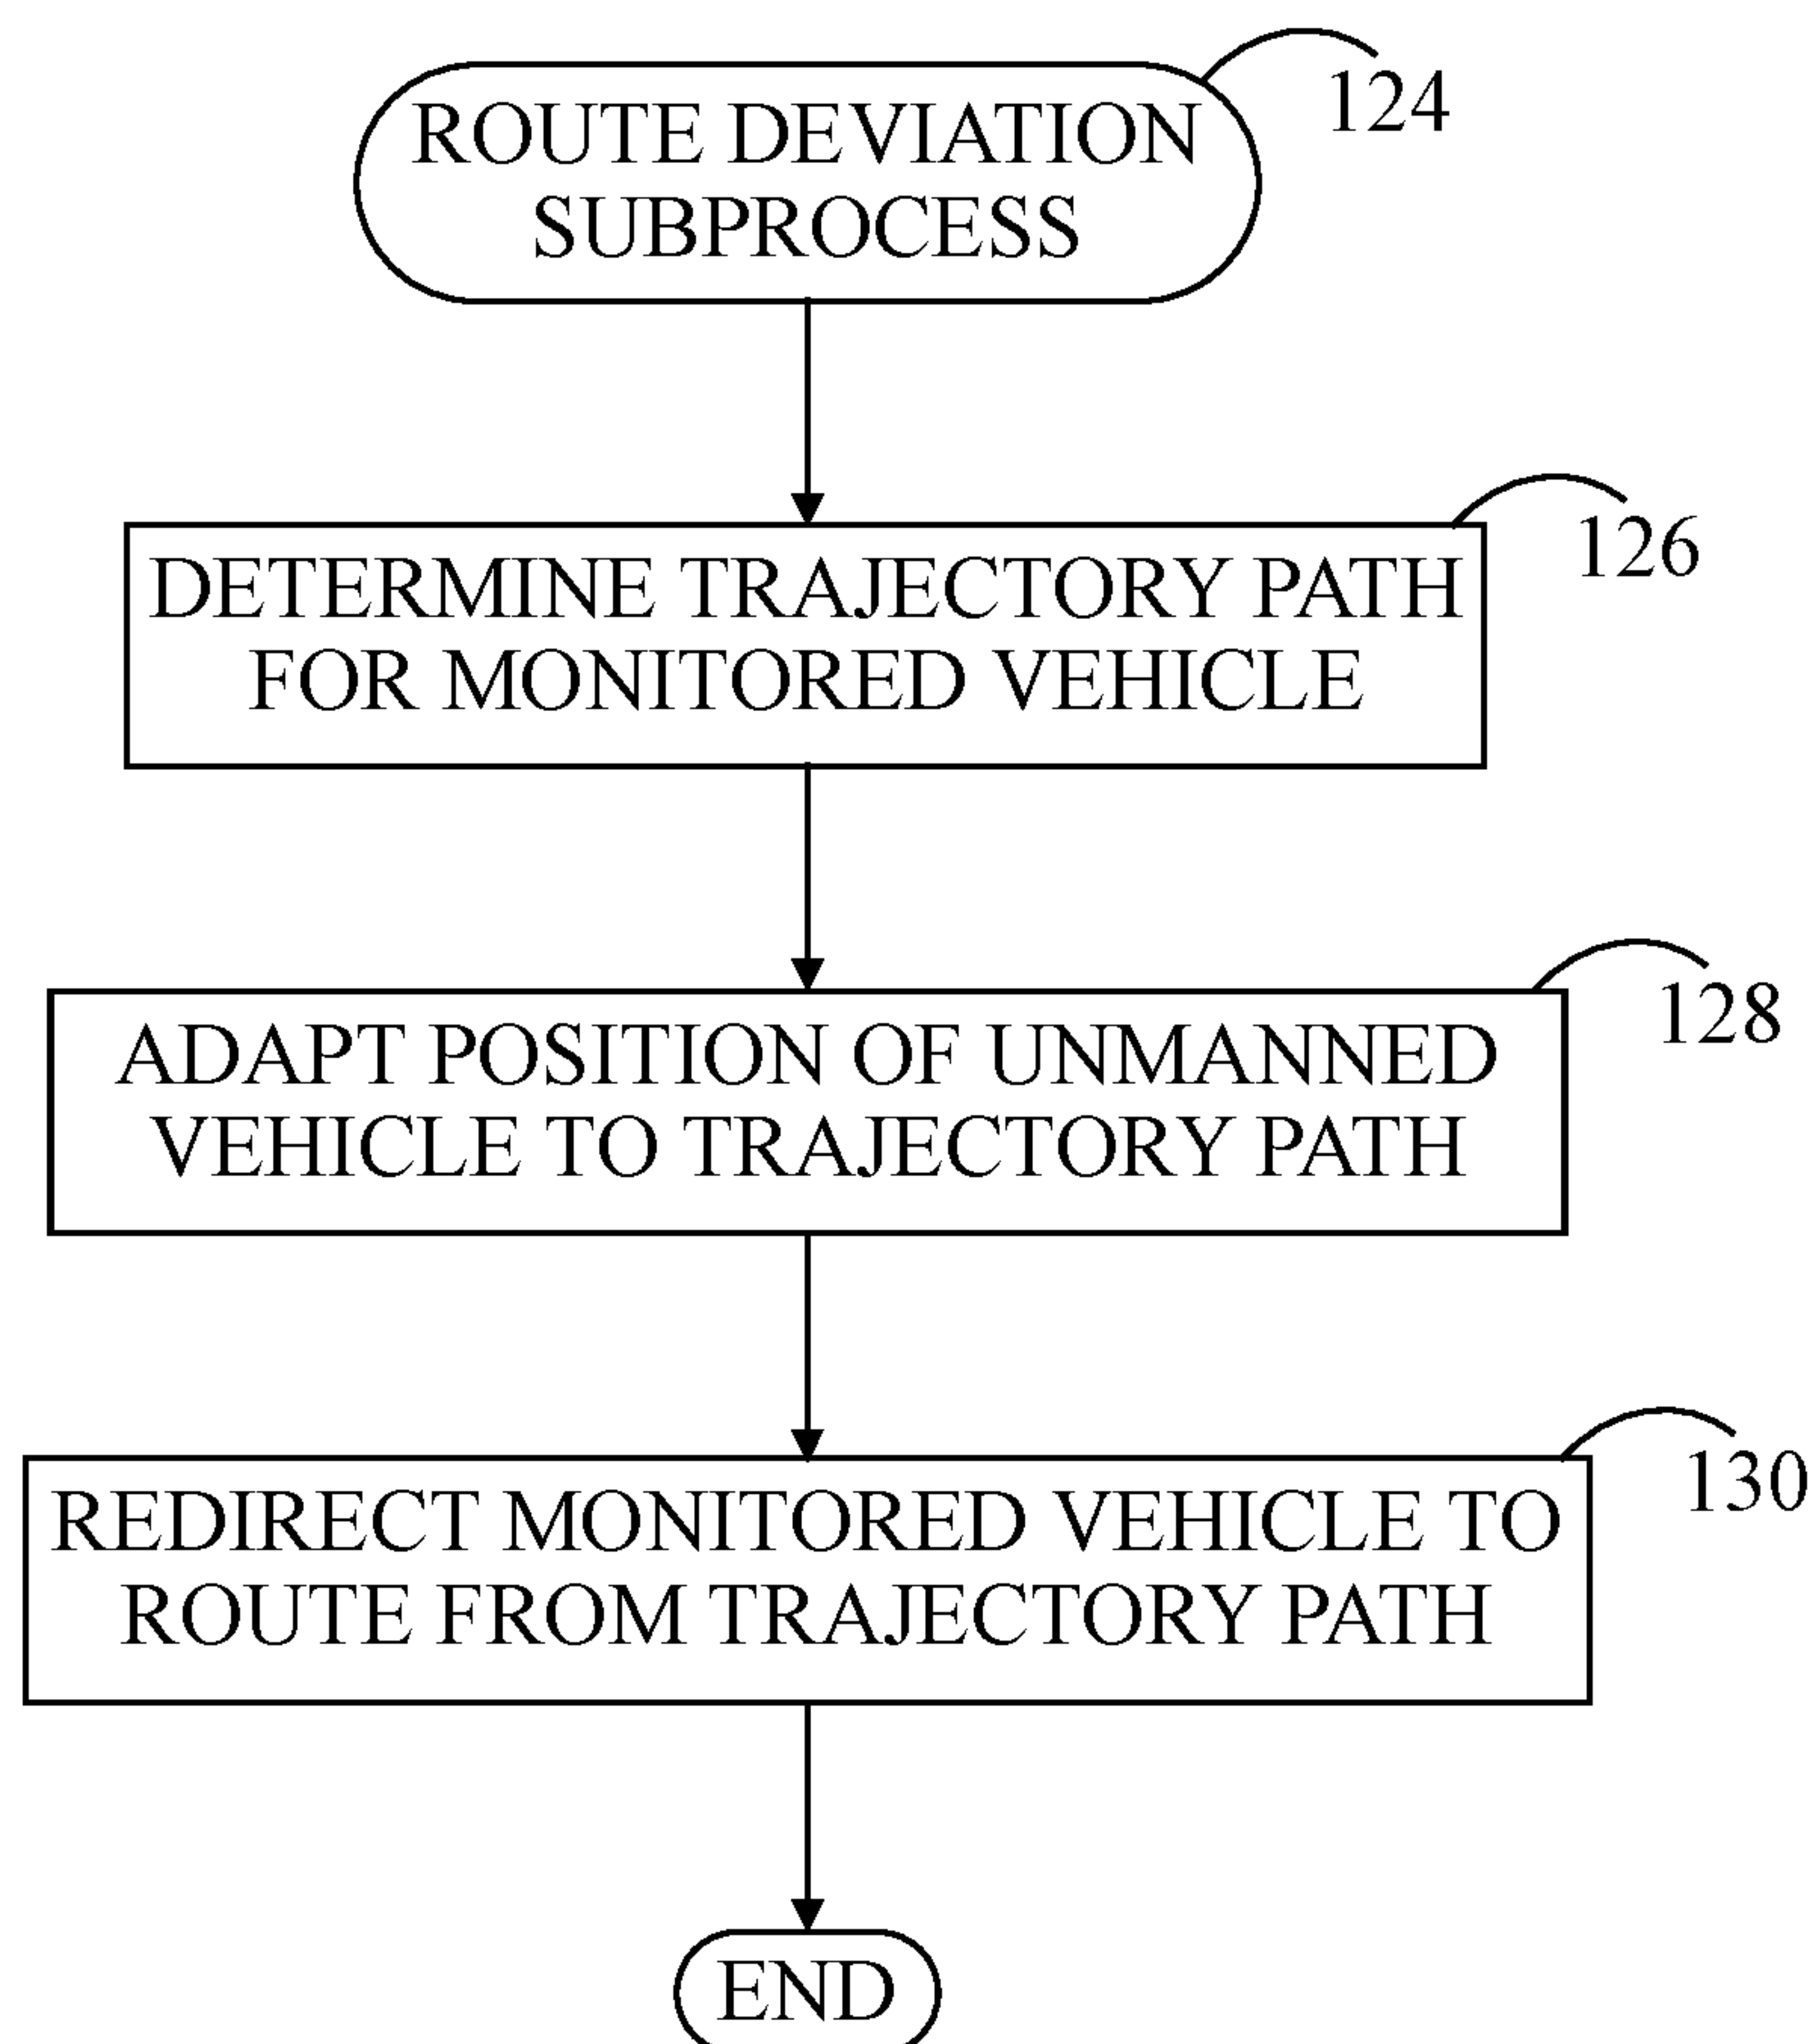 ROUTE DEVIATION
SUBPROCESS
124
DETERMINE TRAJECTORY PATH
FOR MONITORED VEHICLE
126
ADAPT POSITION OF UNMANNED
VEHICLE TO TRAJECTORY PATH
128
REDIRECT MONITORED VEHICLE TO
ROUTE FROM TRAJECTORY PATH
130
END